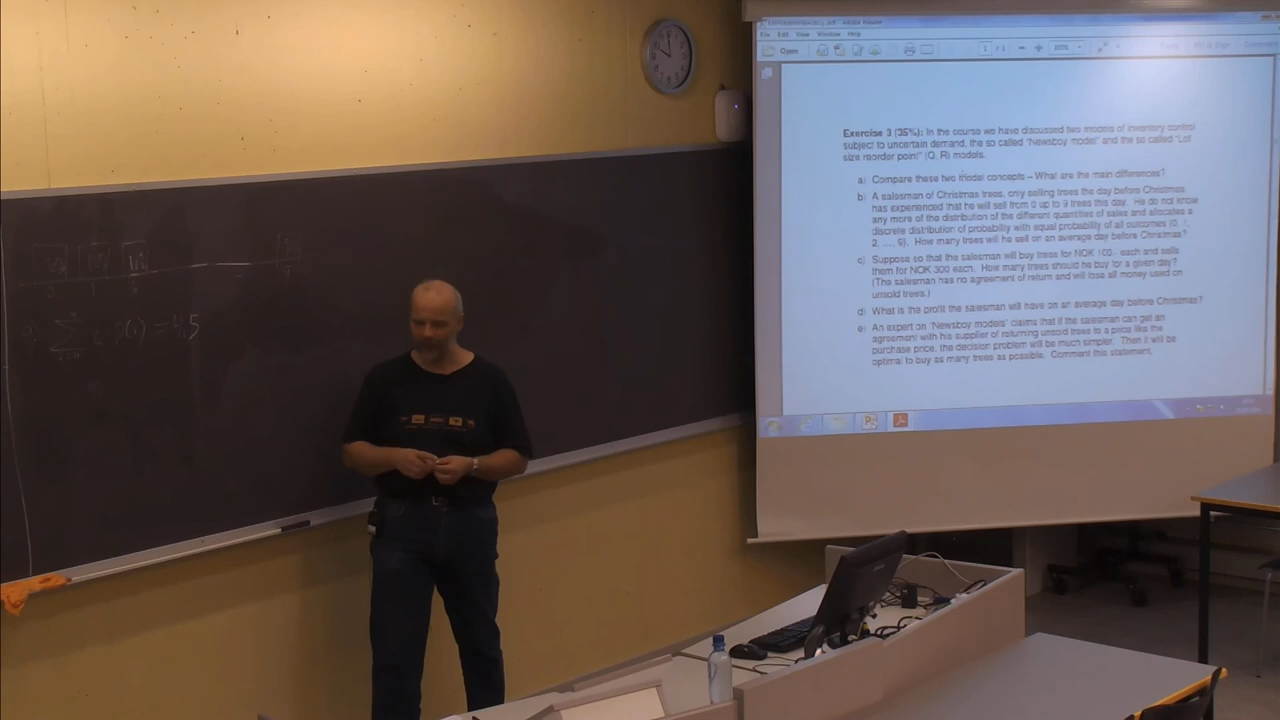 File Edit View Window Help
Open
1 / 1
Exercise 3 (35%): In the course we have discussed two models of inventory control
subject to uncertain demand, the so called "Newsboy model" and the so called "Lot
size reorder point" (Q, R) models.
a) Compare these two model concepts – What are the main differences?
b) A salesman of Christmas trees, only selling trees the day before Christmas
has experienced that he will sell from 0 up to 9 trees this day. He do not know
any more of the distribution of the different quantities of sales and allocates a
discrete distribution of probability with equal probability of all outcomes {0, 1,
2, ..., 9}. How many trees will he sell on an average day before Christmas?
c) Suppose so that the salesman will buy trees for NOK 100,- each and sells
them for NOK 300 each. How many trees should he buy for a given day?
(The salesman has no agreement of return and will lose all money used on
unsold trees.)
d) What is the profit the salesman will have on an average day before Christmas?
e) An expert on "Newsboy models" claims that if the salesman can get an
agreement with his supplier of returning unsold trees to a price like the
purchase price, the decision problem will be much simpler. Then it will be
optimal to buy as many trees as possible. Comment this statement.